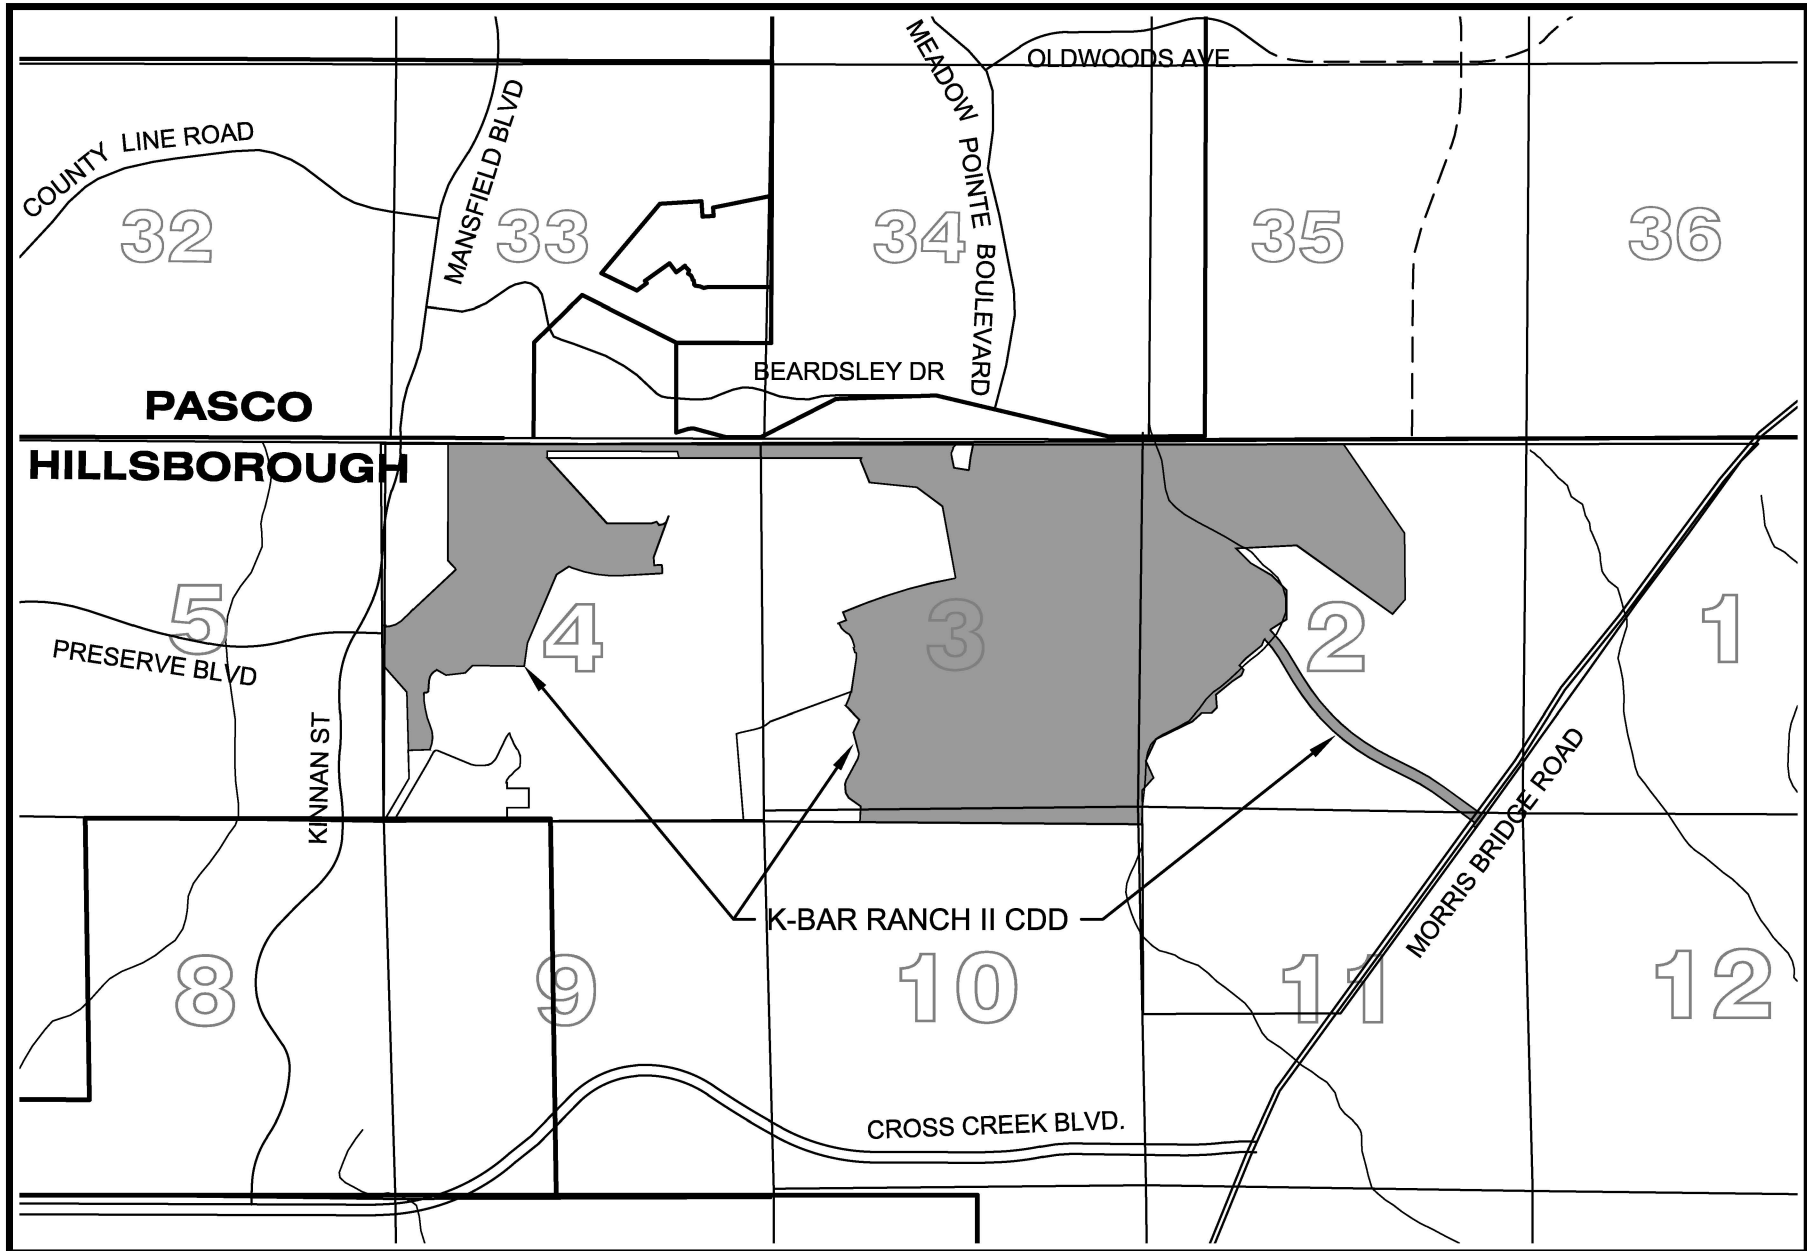 OLDWOODS AVE.
MEADOW POINTE BOULEVARD
MANSFIELD BLVD
COUNTY LINE ROAD
32
33
34
35
36
BEARDSLEY DR
PASCO
HILLSBOROUGH
5
4
3
2
1
PRESERVE BLVD
KINNAN ST
MORRIS BRIDGE ROAD
K-BAR RANCH II CDD
8
9
10
11
12
CROSS CREEK BLVD.